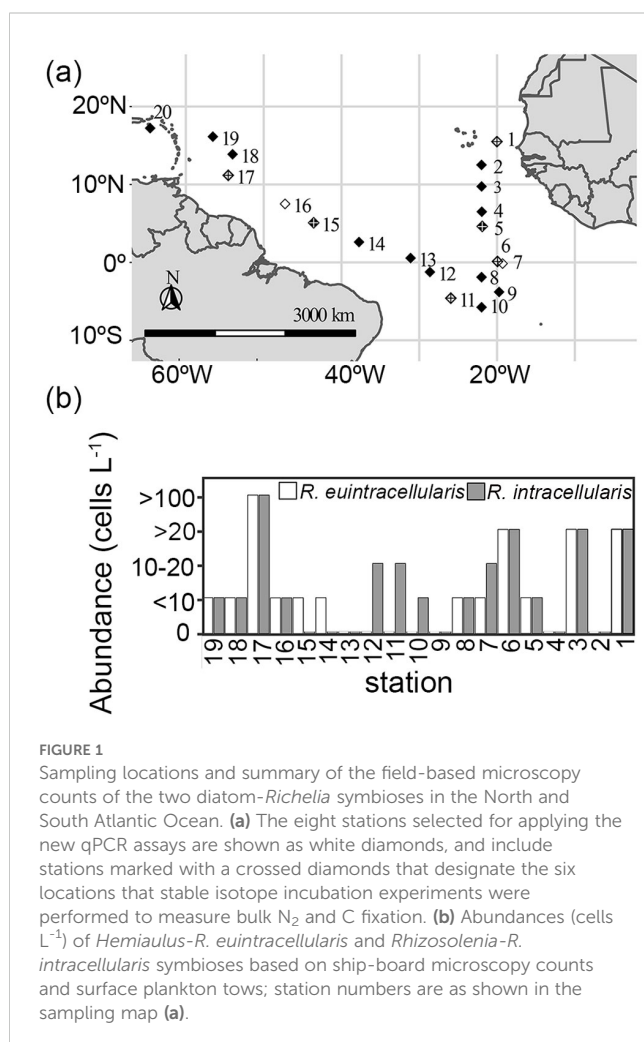 (a)
20°N
10°N
0°
10°S
20
19
18
17
16
15
14
13
12
11
1
2
3
4
5
6
7
8
9
10
N
3000 km
60°W
40°W
20°W
(b)
Abundance (cells L-1)
>100
>20
10-20
<10
0
R. euintracellularis
R. intracellularis
19 18 17 16 15 14 13 12 11 10 9 8 7 6 5 4 3 2 1
station
FIGURE 1
Sampling locations and summary of the field-based microscopy
counts of the two diatom-Richelia symbioses in the North and
South Atlantic Ocean. (a) The eight stations selected for applying the
new qPCR assays are shown as white diamonds, and include
stations marked with a crossed diamonds that designate the six
locations that stable isotope incubation experiments were
performed to measure bulk N2 and C fixation. (b) Abundances (cells
L-1) of Hemiaulus-R. euintracellularis and Rhizosolenia-R.
intracellularis symbioses based on ship-board microscopy counts
and surface plankton tows; station numbers are as shown in the
sampling map (a).